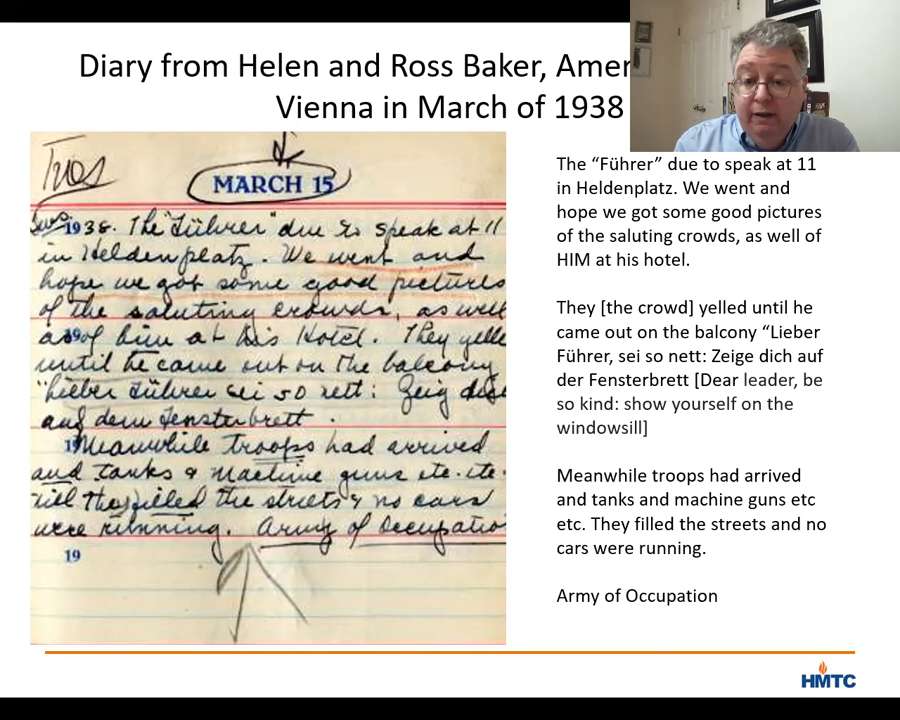 Diary from Helen and Ross Baker, Amer
Vienna in March of 1938
Tues
MARCH 15
1938. The "Führer" due to speak at 11
in Heldenplatz. We went and
hope we got some good pictures
of the saluting crowds, as well
as of him at his Hotel. They yelle
until he came out on the balcony
"Lieber Führer sei so nett: Zeig
auf dem Fensterbrett.
Meanwhile troops had arrived
and tanks & machine guns etc. etc.
till they filled the streets & no cars
were running. Army of Occupatio
19
The “Führer” due to speak at 11
in Heldenplatz. We went and
hope we got some good pictures
of the saluting crowds, as well of
HIM at his hotel.
They [the crowd] yelled until he
came out on the balcony “Lieber
Führer, sei so nett: Zeige dich auf
der Fensterbrett [Dear leader, be
so kind: show yourself on the
windowsill]
Meanwhile troops had arrived
and tanks and machine guns etc
etc. They filled the streets and no
cars were running.
Army of Occupation
HMTC